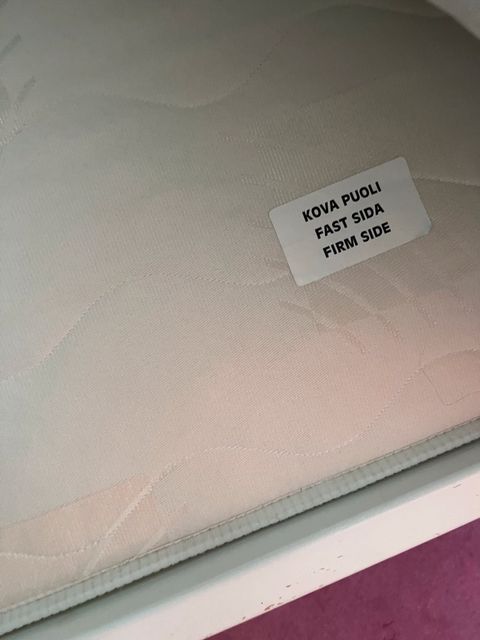 KOVA PUOLI
FAST SIDA
FIRM SIDE